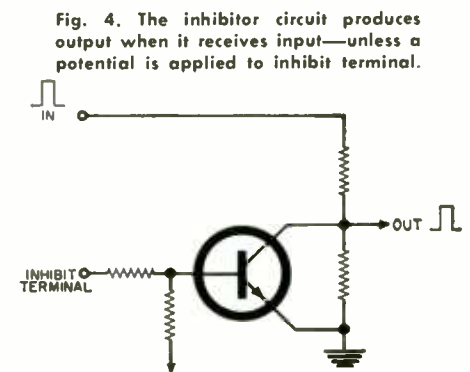 Fig. 4. The inhibitor circuit produces
output when it receives input—unless a
potential is applied to inhibit terminal.
IN
OUT
INHIBIT
TERMINAL